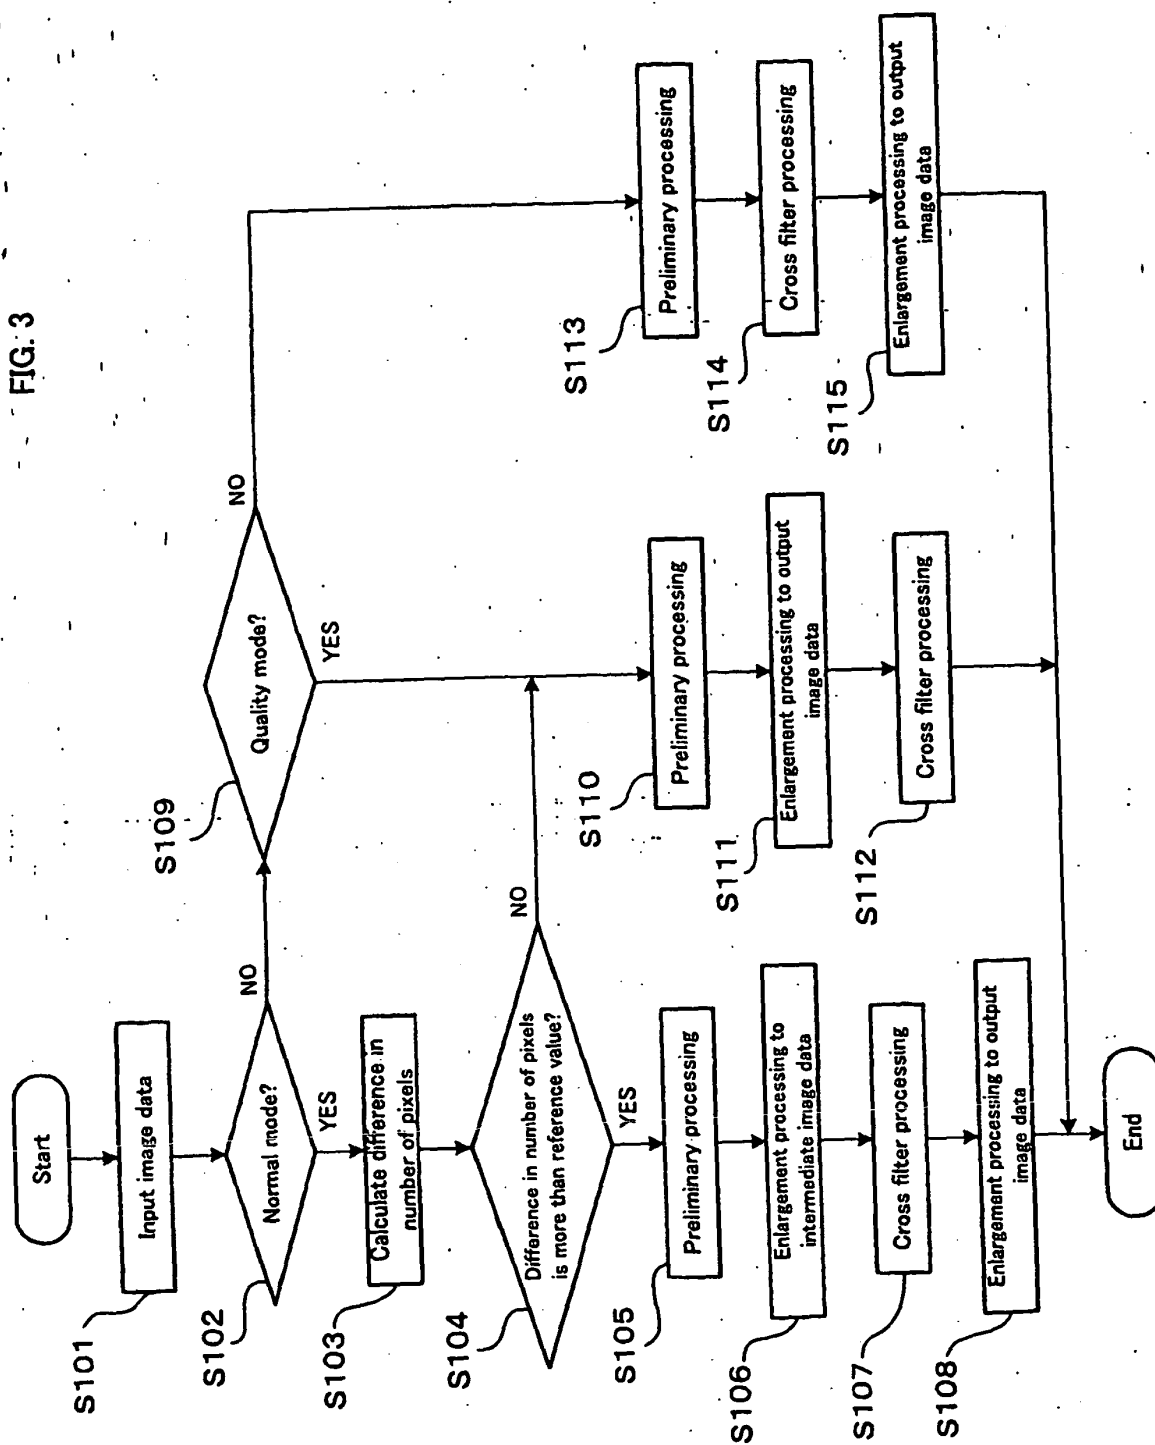 FIG. 3
Start
S101
Input image data
S102
Normal mode?
NO
YES
S103
Calculate difference in
number of pixels
S104
Difference in number of pixels
is more than reference value?
NO
YES
S105
Preliminary processing
S106
Enlargement processing to
intermediate image data
S107
Cross filter processing
S108
Enlargement processing to output
image data
End
S109
Quality mode?
NO
YES
S110
Preliminary processing
S111
Enlargement processing to output
image data
S112
Cross filter processing
S113
Preliminary processing
S114
Cross filter processing
S115
Enlargement processing to output
image data